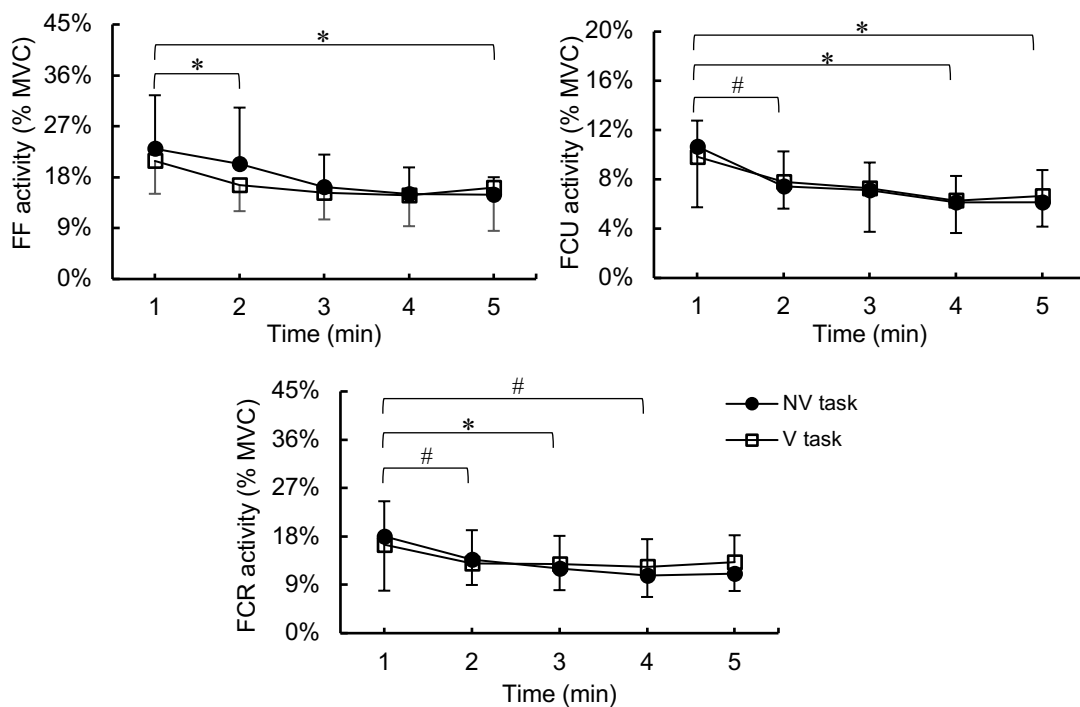 FF activity (% MVC)
45%
36%
27%
18%
9%
0%
*
*
1 2 3 4 5
Time (min)
FCU activity (% MVC)
20%
16%
12%
8%
4%
0%
*
*
#
1 2 3 4 5
Time (min)
FCR activity (% MVC)
45%
36%
27%
18%
9%
0%
#
*
#
1 2 3 4 5
Time (min)
NV task
V task